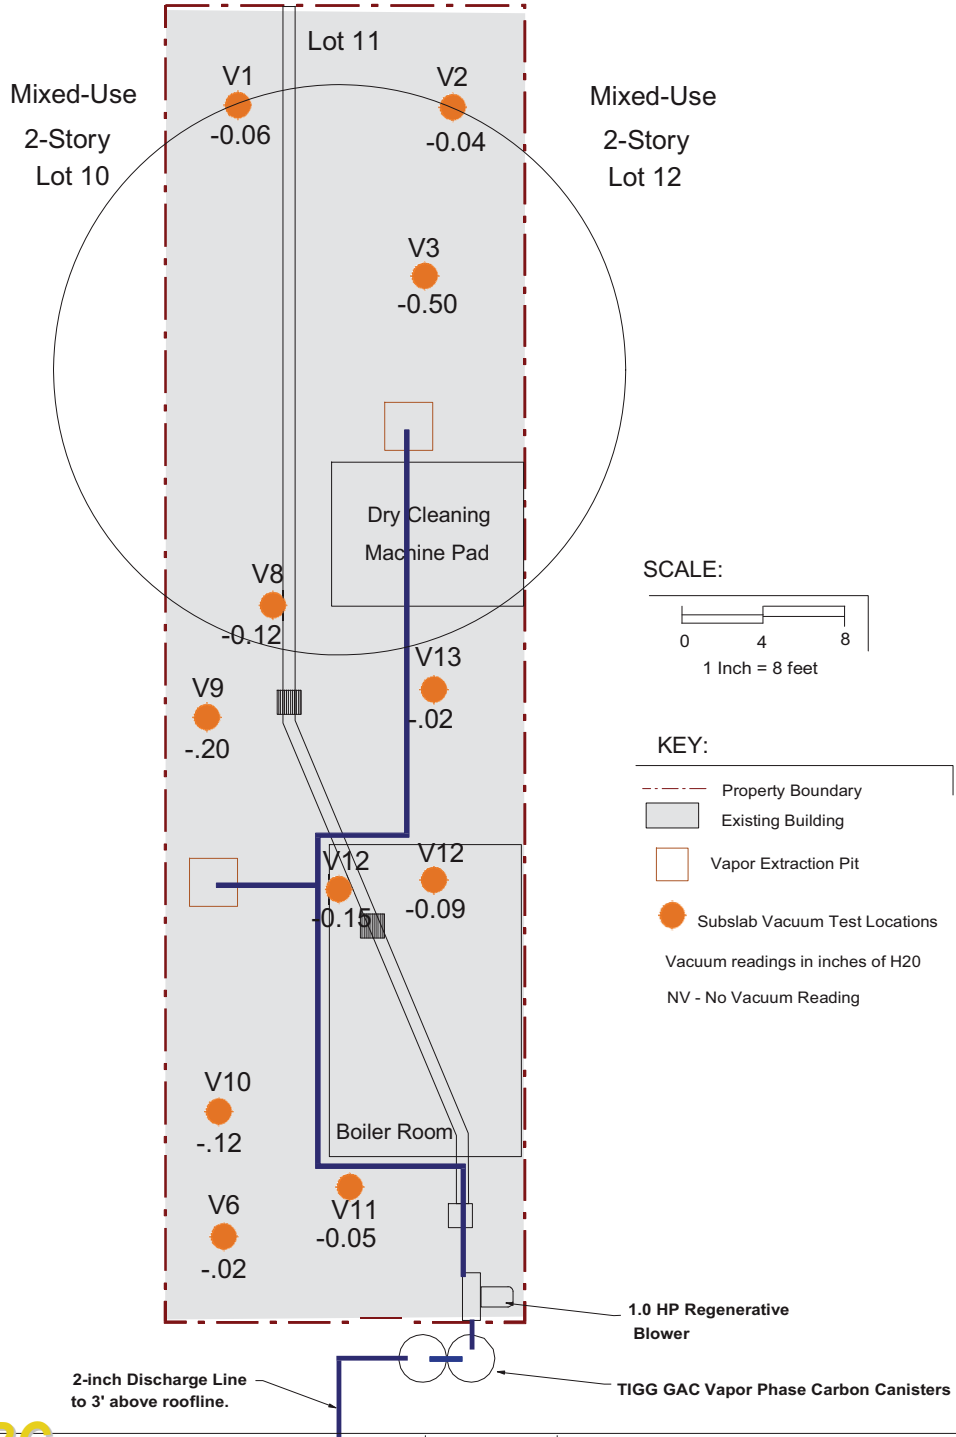 Lot 11
Mixed-Use
2-Story
Lot 10
V1
-0.06
V2
-0.04
Mixed-Use
2-Story
Lot 12
V3
-0.50
Dry Cleaning
Machine Pad
V8
-0.12
V13
-.02
V9
-.20
SCALE:
0 4 8
1 Inch = 8 feet
KEY:
Property Boundary
Existing Building
Vapor Extraction Pit
Subslab Vacuum Test Locations
Vacuum readings in inches of H20
NV - No Vacuum Reading
V12
-0.15
V12
-0.09
V10
-.12
Boiler Room
V11
-0.05
V6
-.02
1.0 HP Regenerative
Blower
2-inch Discharge Line
to 3' above roofline.
TIGG GAC Vapor Phase Carbon Canisters